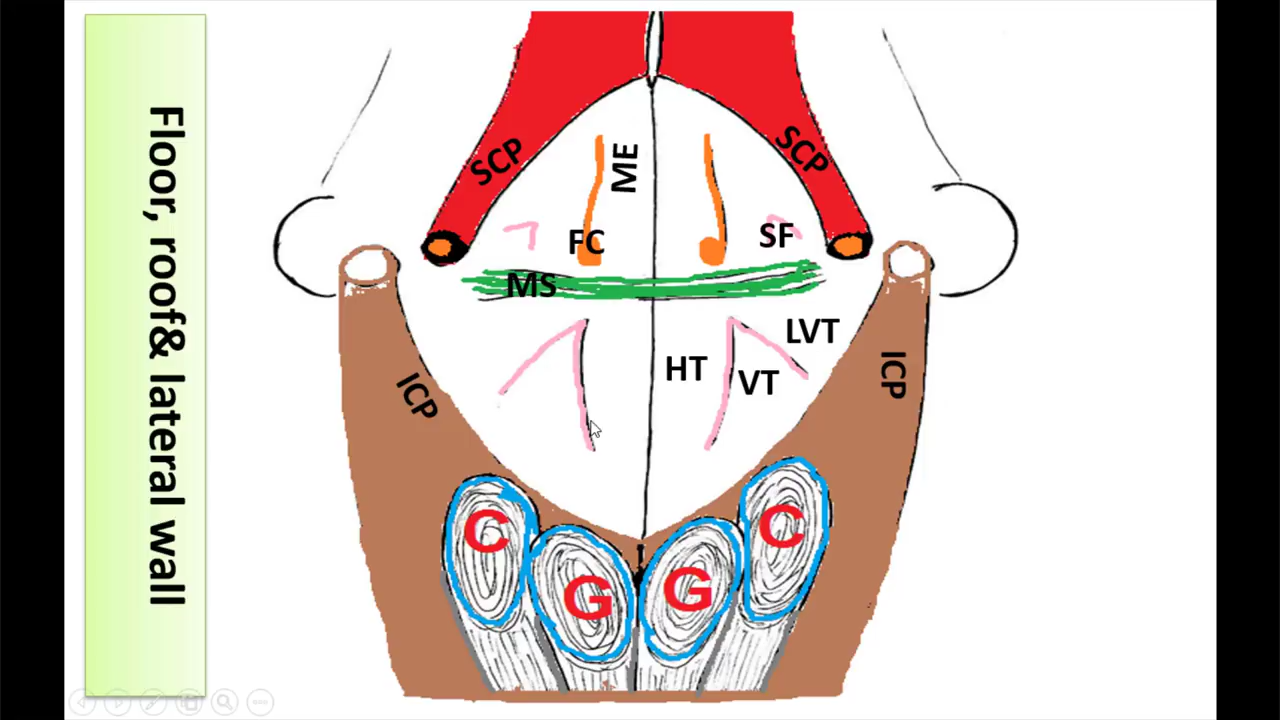 Floor, roof& lateral wall
SCP
SCP
ME
FC
SF
MS
LVT
HT
VT
ICP
ICP
C
C
G
G